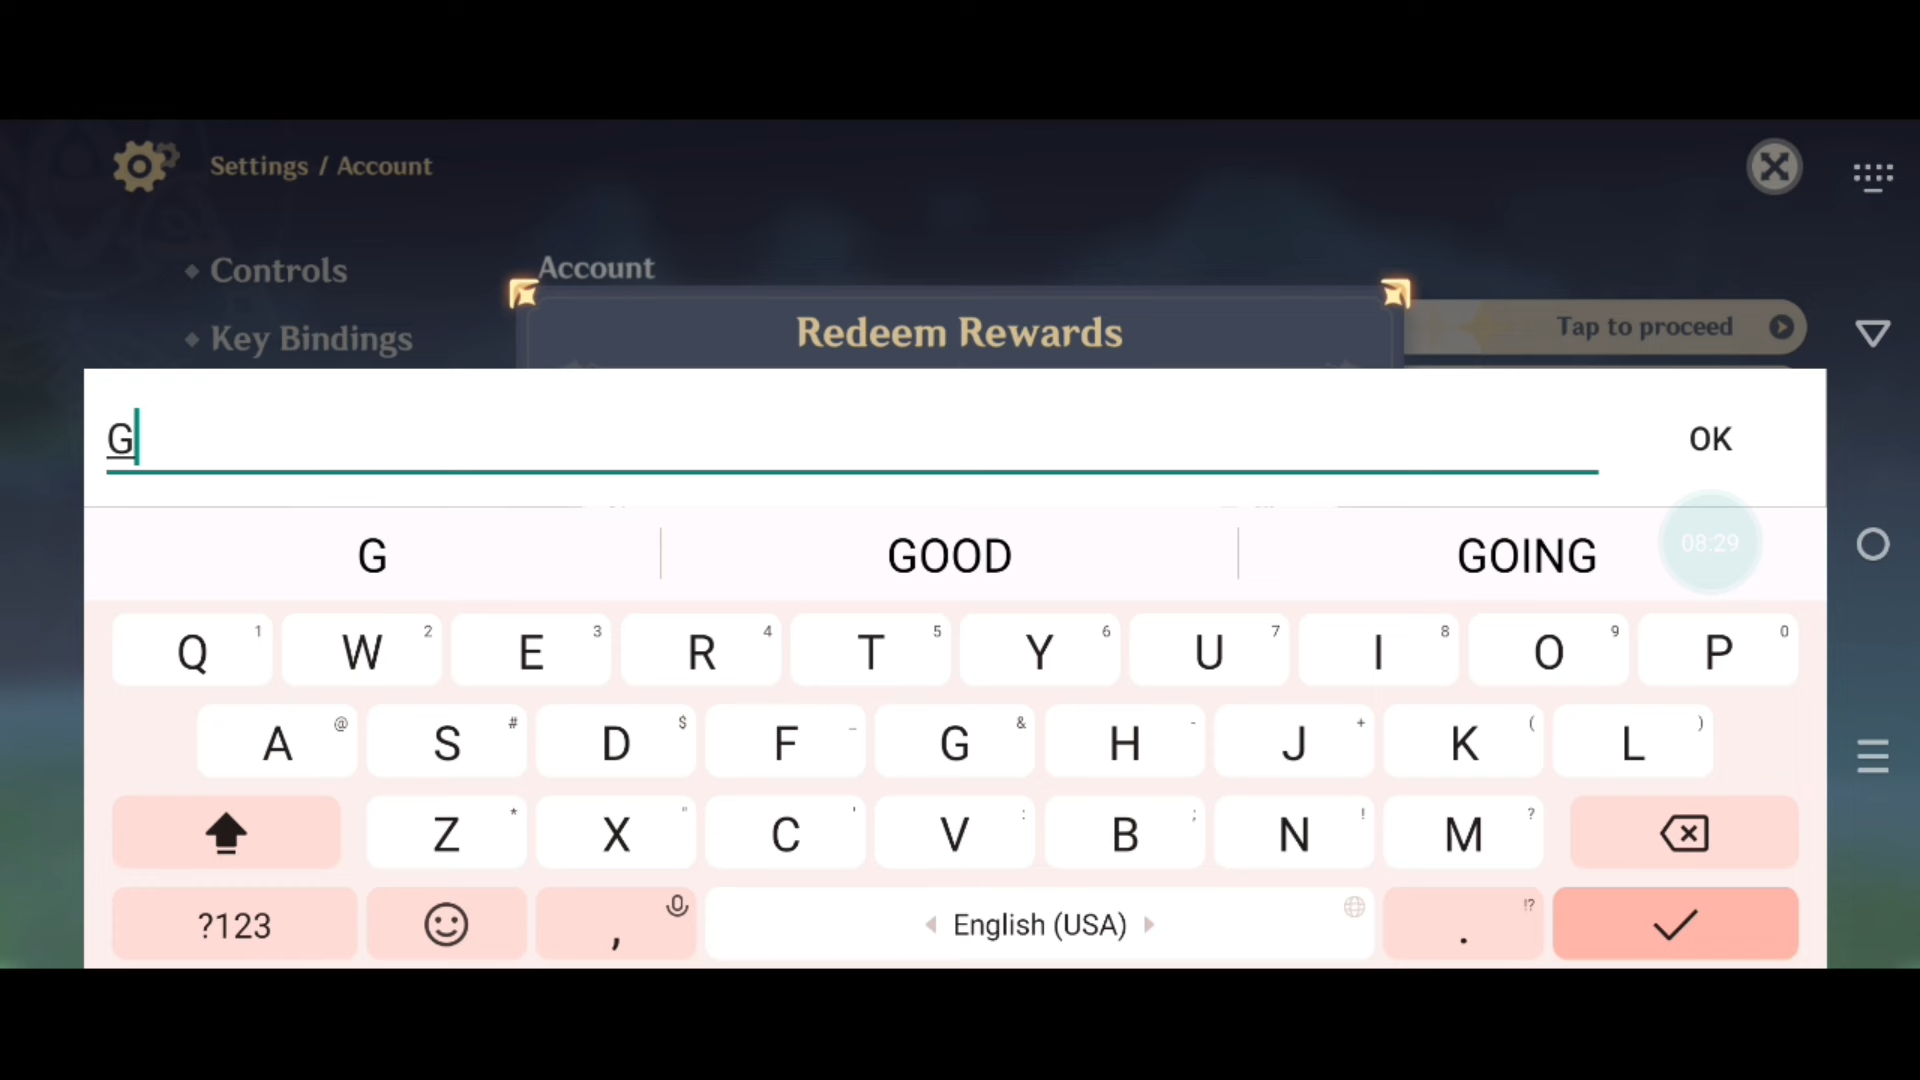 Settings / Account
Controls
Account
Key Bindings
Redeem Rewards
Tap to proceed
G
OK
G GOOD GOING
08:29
Q 1 W 2 E 3 R 4 T 5 Y 6 U 7 I 8 O 9 P 0
A @ S # D $ F _ G & H - J + K ( L )
Z * X " C ' V : B ; N ! M ?
?123 , English (USA) . !?